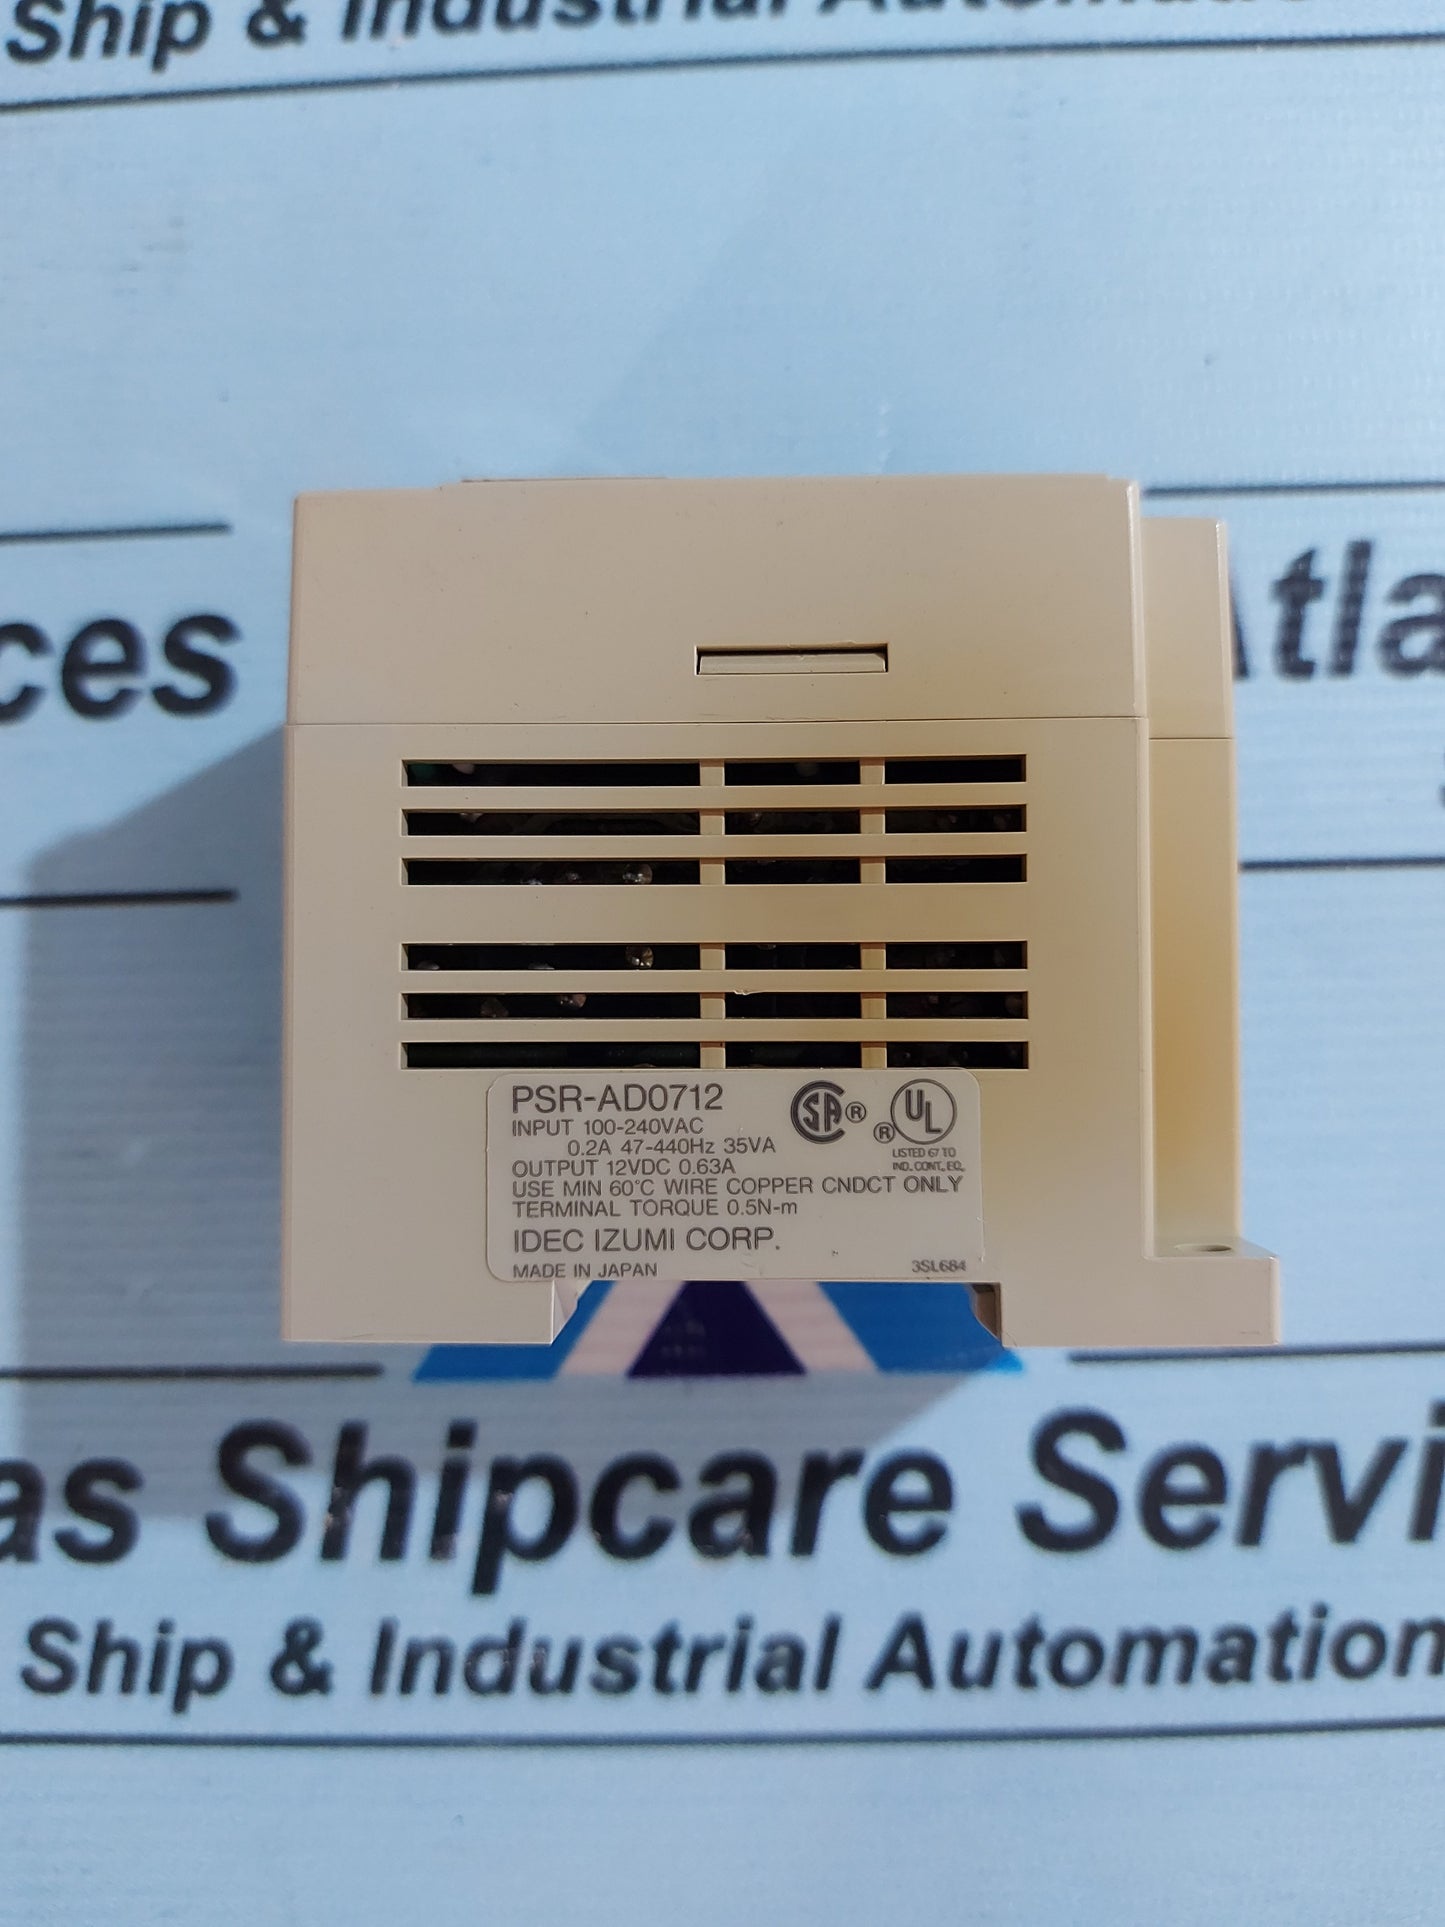 Ship & Industrial Automation
ces
Atla
PSR-AD0712
INPUT 100-240VAC
0.2A 47-440Hz 35VA
OUTPUT 12VDC 0.63A
USE MIN 60°C WIRE COPPER CNDCT ONLY
TERMINAL TORQUE 0.5N-m
IDEC IZUMI CORP.
MADE IN JAPAN
3SL684
SA ®
® UL
LISTED 67 TO
IND. CONT. EQ.
as Shipcare Servi
Ship & Industrial Automation